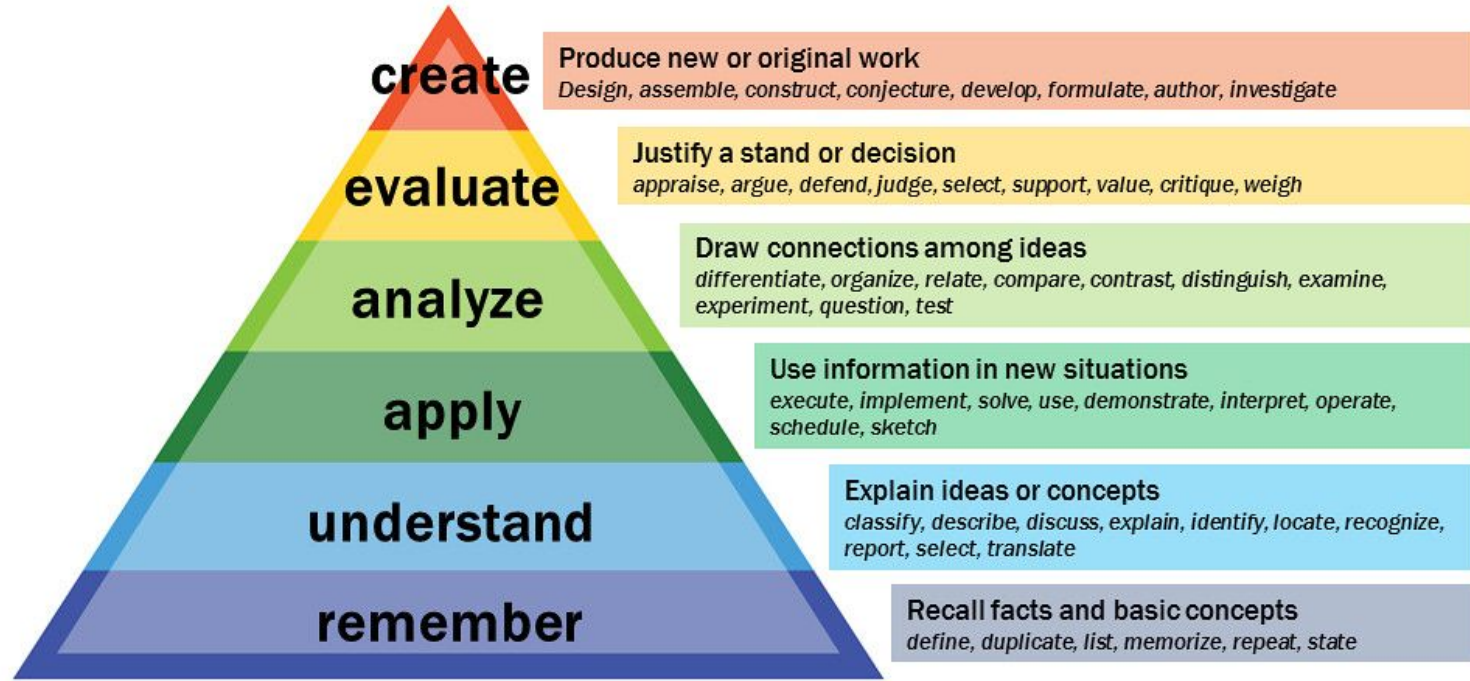 create
Produce new or original work
Design, assemble, construct, conjecture, develop, formulate, author, investigate
evaluate
Justify a stand or decision
appraise, argue, defend, judge, select, support, value, critique, weigh
analyze
Draw connections among ideas
differentiate, organize, relate, compare, contrast, distinguish, examine,
experiment, question, test
apply
Use information in new situations
execute, implement, solve, use, demonstrate, interpret, operate,
schedule, sketch
understand
Explain ideas or concepts
classify, describe, discuss, explain, identify, locate, recognize,
report, select, translate
remember
Recall facts and basic concepts
define, duplicate, list, memorize, repeat, state